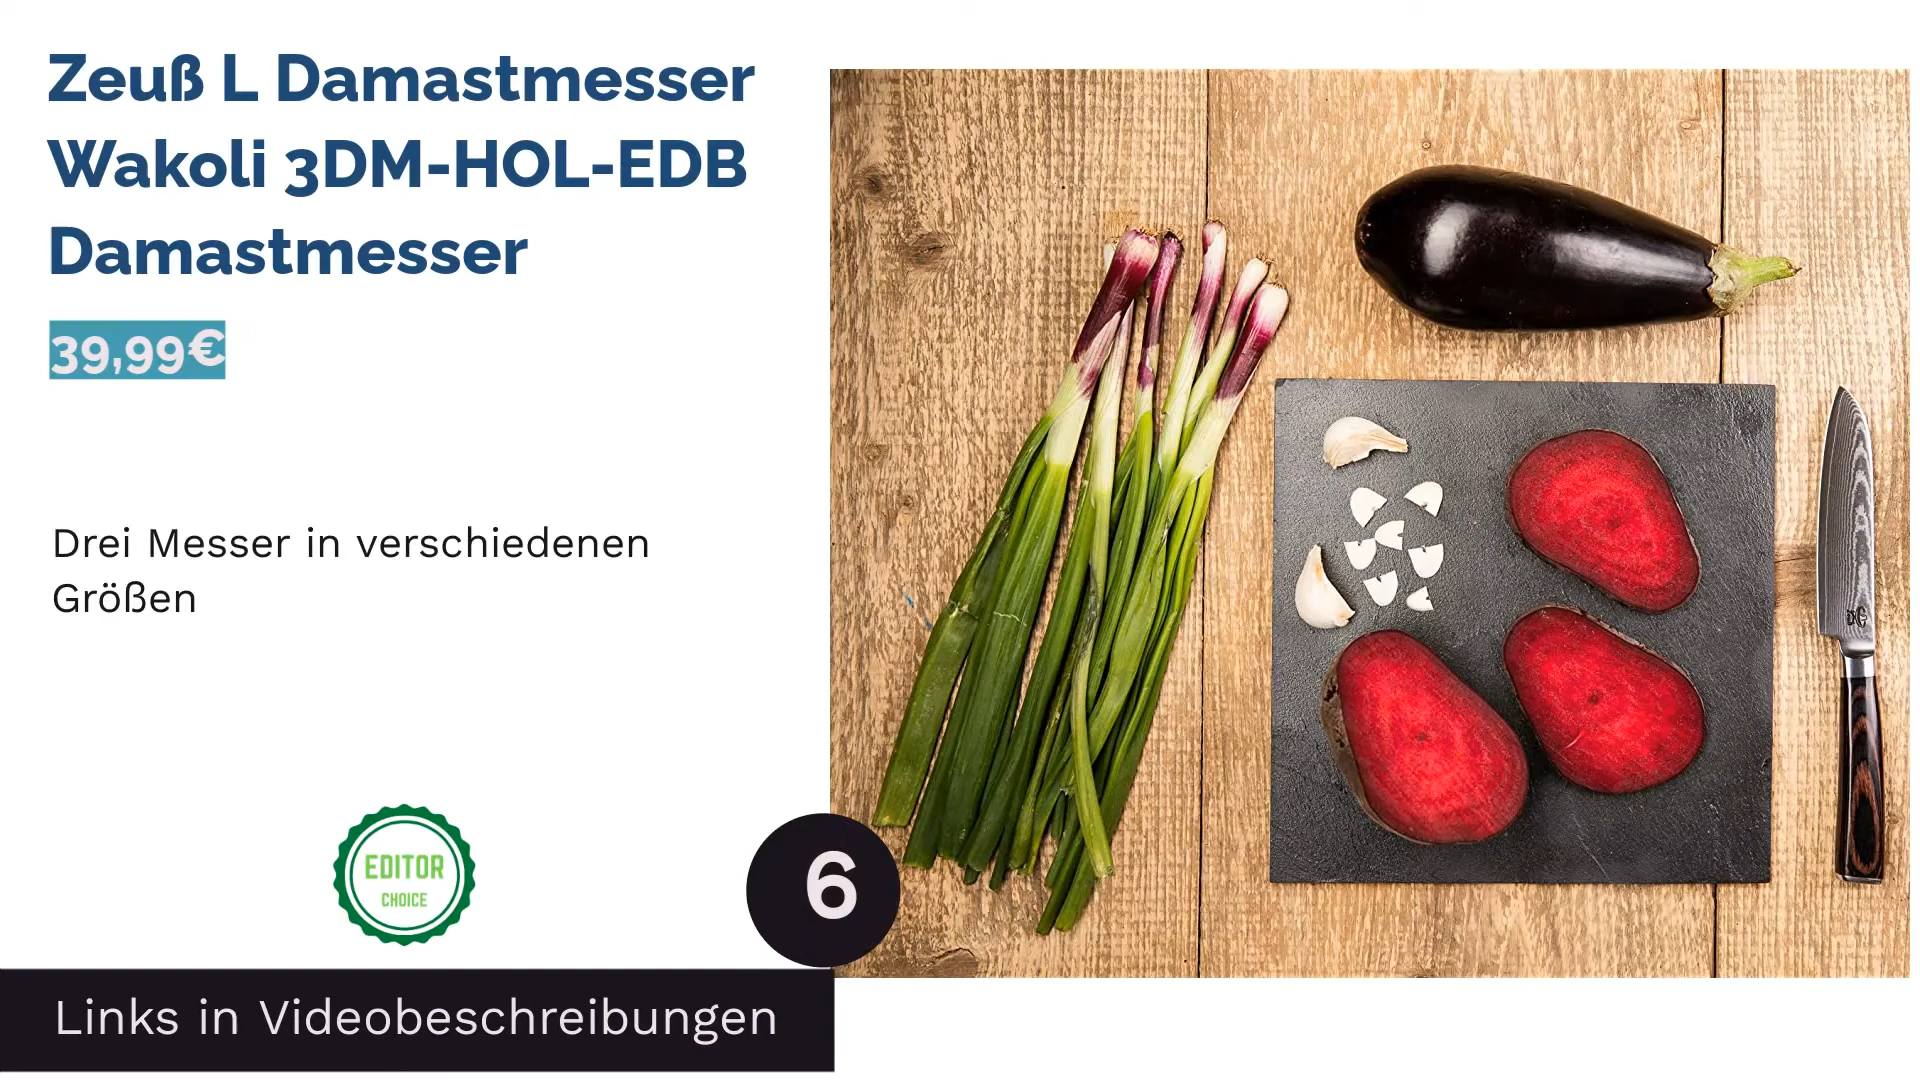 Zeuß L Damastmesser
Wakoli 3DM-HOL-EDB
Damastmesser
39,99€
Drei Messer in verschiedenen
Größen
EDITOR
CHOICE
6
Links in Videobeschreibungen